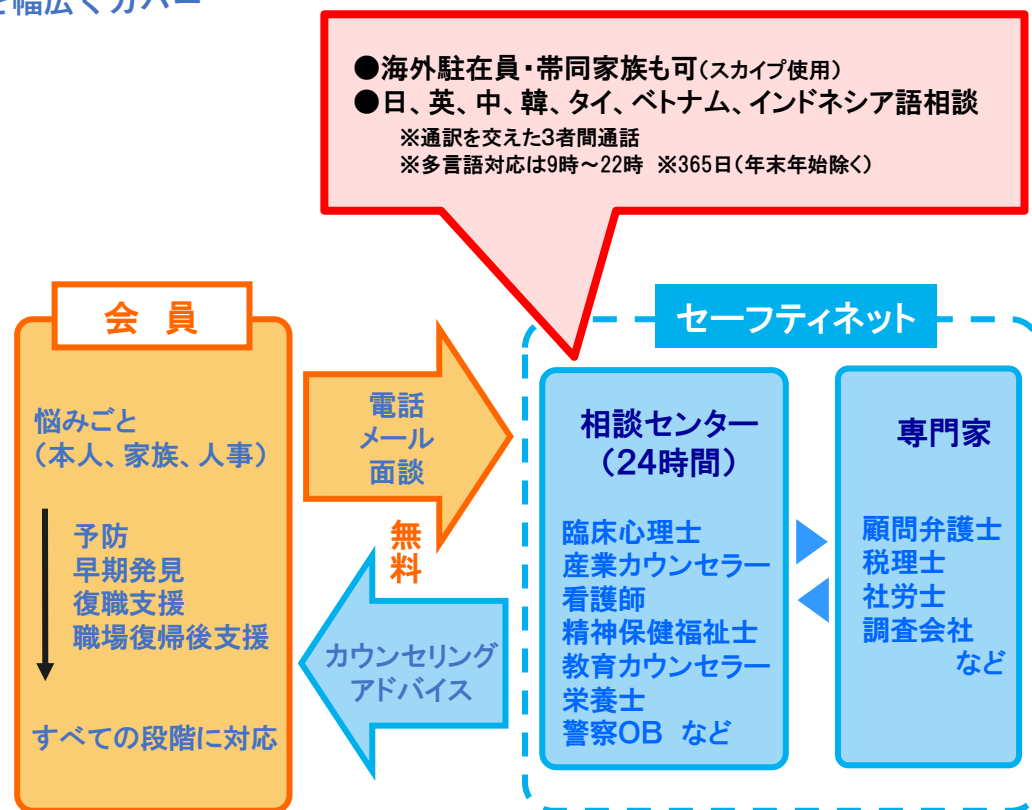 幅広くカバー
●海外駐在員・帯同家族も可(スカイプ使用)
●日、英、中、韓、タイ、ベトナム、インドネシア語相談
※通訳を交えた3者間通話
※多言語対応は9時～22時 ※365日(年末年始除く)
会 員
悩みごと
(本人、家族、人事)
予防
早期発見
復職支援
職場復帰後支援
すべての段階に対応
電話
メール
面談
無料
カウンセリング
アドバイス
セーフティネット
相談センター
(24時間)
臨床心理士
産業カウンセラー
看護師
精神保健福祉士
教育カウンセラー
栄養士
警察OB など
専門家
顧問弁護士
税理士
社労士
調査会社
など